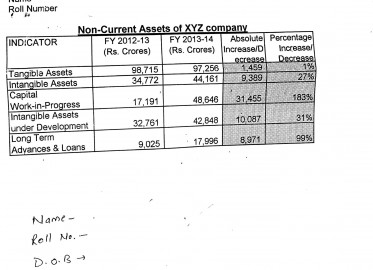 Roll Number
Non-Current Assets of XYZ company
INDICATOR FY 2012-13 (Rs. Crores) FY 2013-14 (Rs. Crores) Absolute Increase/Decrease Percentage Increase/Decrease
Tangible Assets 98,715 97,256 1,459 1%
Intangible Assets 34,772 44,161 9,389 27%
Capital Work-in-Progress 17,191 48,646 31,455 183%
Intangible Assets under Development 32,761 42,848 10,087 31%
Long Term Advances & Loans 9,025 17,996 8,971 99%
Name -
Roll No. -
D.O.B →